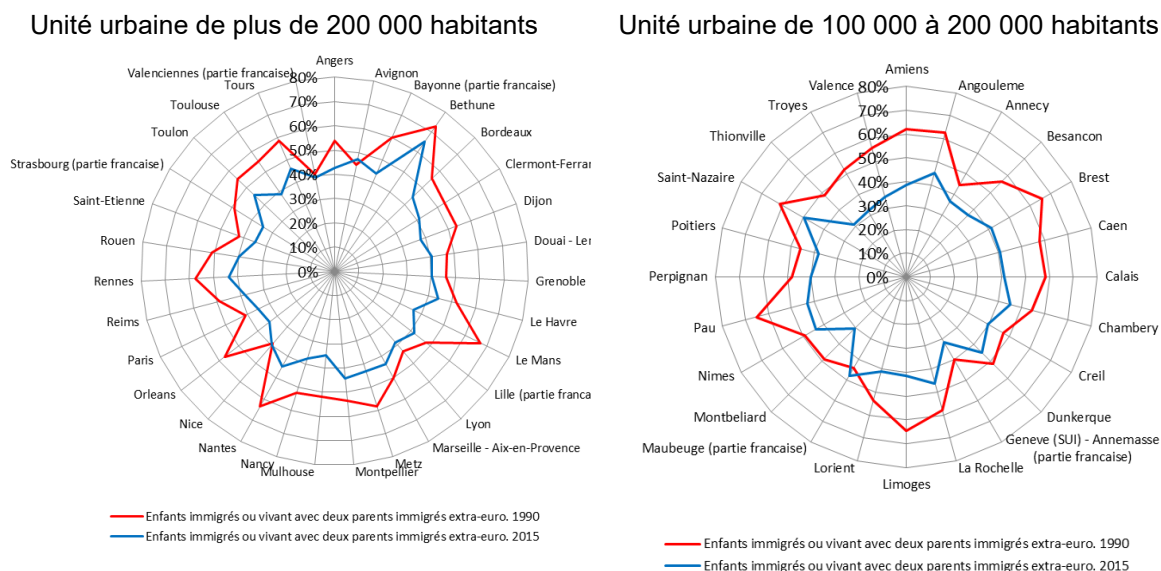 Unité urbaine de plus de 200 000 habitants
Angers
Avignon
Bayonne (partie francaise)
Bethune
Bordeaux
Clermont-Ferran
Dijon
Douai - Ler
Grenoble
Le Havre
Le Mans
Lille (partie franca
Lyon
Marseille - Aix-en-Provence
Metz
Montpellier
Mulhouse
Nancy
Nantes
Nice
Orleans
Paris
Reims
Rennes
Rouen
Saint-Etienne
Strasbourg (partie francaise)
Toulon
Toulouse
Tours
Valenciennes (partie francaise)
80%
70%
60%
50%
40%
30%
20%
10%
0%
Enfants immigrés ou vivant avec deux parents immigrés extra-euro. 1990
Enfants immigrés ou vivant avec deux parents immigrés extra-euro. 2015
Unité urbaine de 100 000 à 200 000 habitants
Amiens
Angouleme
Annecy
Besancon
Brest
Caen
Calais
Chambery
Creil
Dunkerque
Geneve (SUI) - Annemasse
(partie francaise)
La Rochelle
Limoges
Lorient
Maubeuge (partie francaise)
Montbeliard
Nimes
Pau
Perpignan
Poitiers
Saint-Nazaire
Thionville
Troyes
Valence
80%
70%
60%
50%
40%
30%
20%
10%
0%
Enfants immigrés ou vivant avec deux parents immigrés extra-euro. 1990
Enfants immigrés ou vivant avec deux parents immigrés extra-euro. 2015